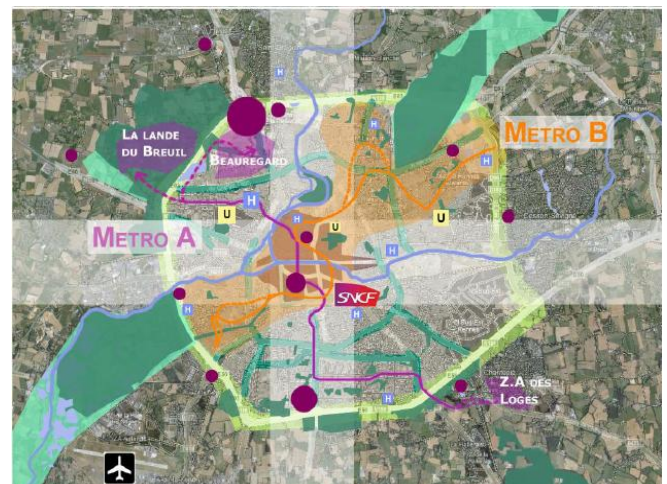 H
METRO B
LA LANDE
DU BREUIL
BEAUREGARD
H
H
H
U
U
U
H
METRO A
H
SNCF
H
H
Z.A DES
LOGES
H